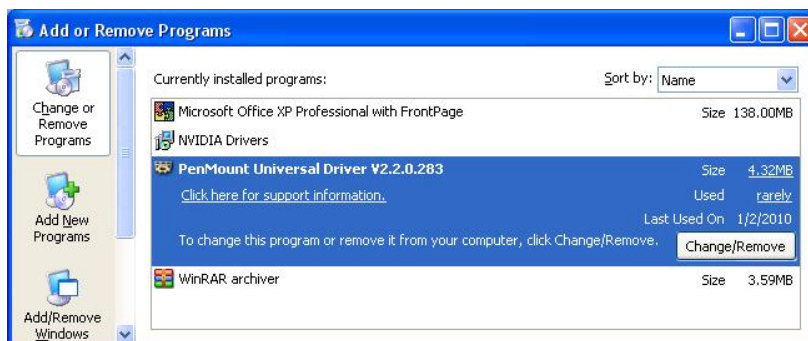 Add or Remove Programs
Change or
Remove
Programs
Add New
Programs
Add/Remove
Windows
Currently installed programs:
Sort by: Name
Microsoft Office XP Professional with FrontPage Size 138.00MB
NVIDIA Drivers
PenMount Universal Driver V2.2.0.283 Size 4.32MB
Click here for support information. Used rarely
Last Used On 1/2/2010
To change this program or remove it from your computer, click Change/Remove. Change/Remove
WinRAR archiver Size 3.59MB